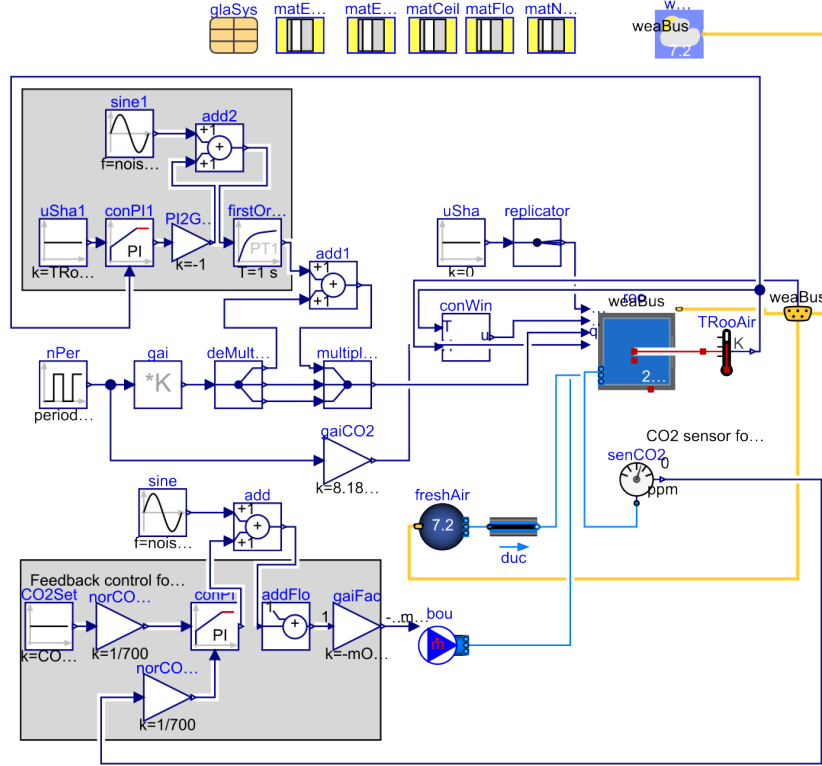 glaSys
matE…
matE…
matCeil
matFlo
matN…
w…
weaBus
7.2
sine1
add2
+1
+1
+
f=nois…
uSha1
conPI1
PI2G…
firstOr…
PI
PT1
k=TRo…
k=-1
T=1 s
add1
+1
+1
+
uSha
replicator
k=0
conWin
T
u
..
…
q
roo
weaBus
2…
TRooAir
K
weaBus
nPer
gai
deMult…
multipl…
*K
period…
gaiCO2
k=8.18…
CO2 sensor fo…
senCO2
0
ppm
sine
add
+1
+1
+
f=nois…
freshAir
7.2
duc
Feedback control fo…
CO2Set
norCO…
conPI
addFlo
gaiFac
PI
1
+
1
-..m…
bou
ṁ
k=CO…
k=1/700
k=-mO…
norCO…
k=1/700